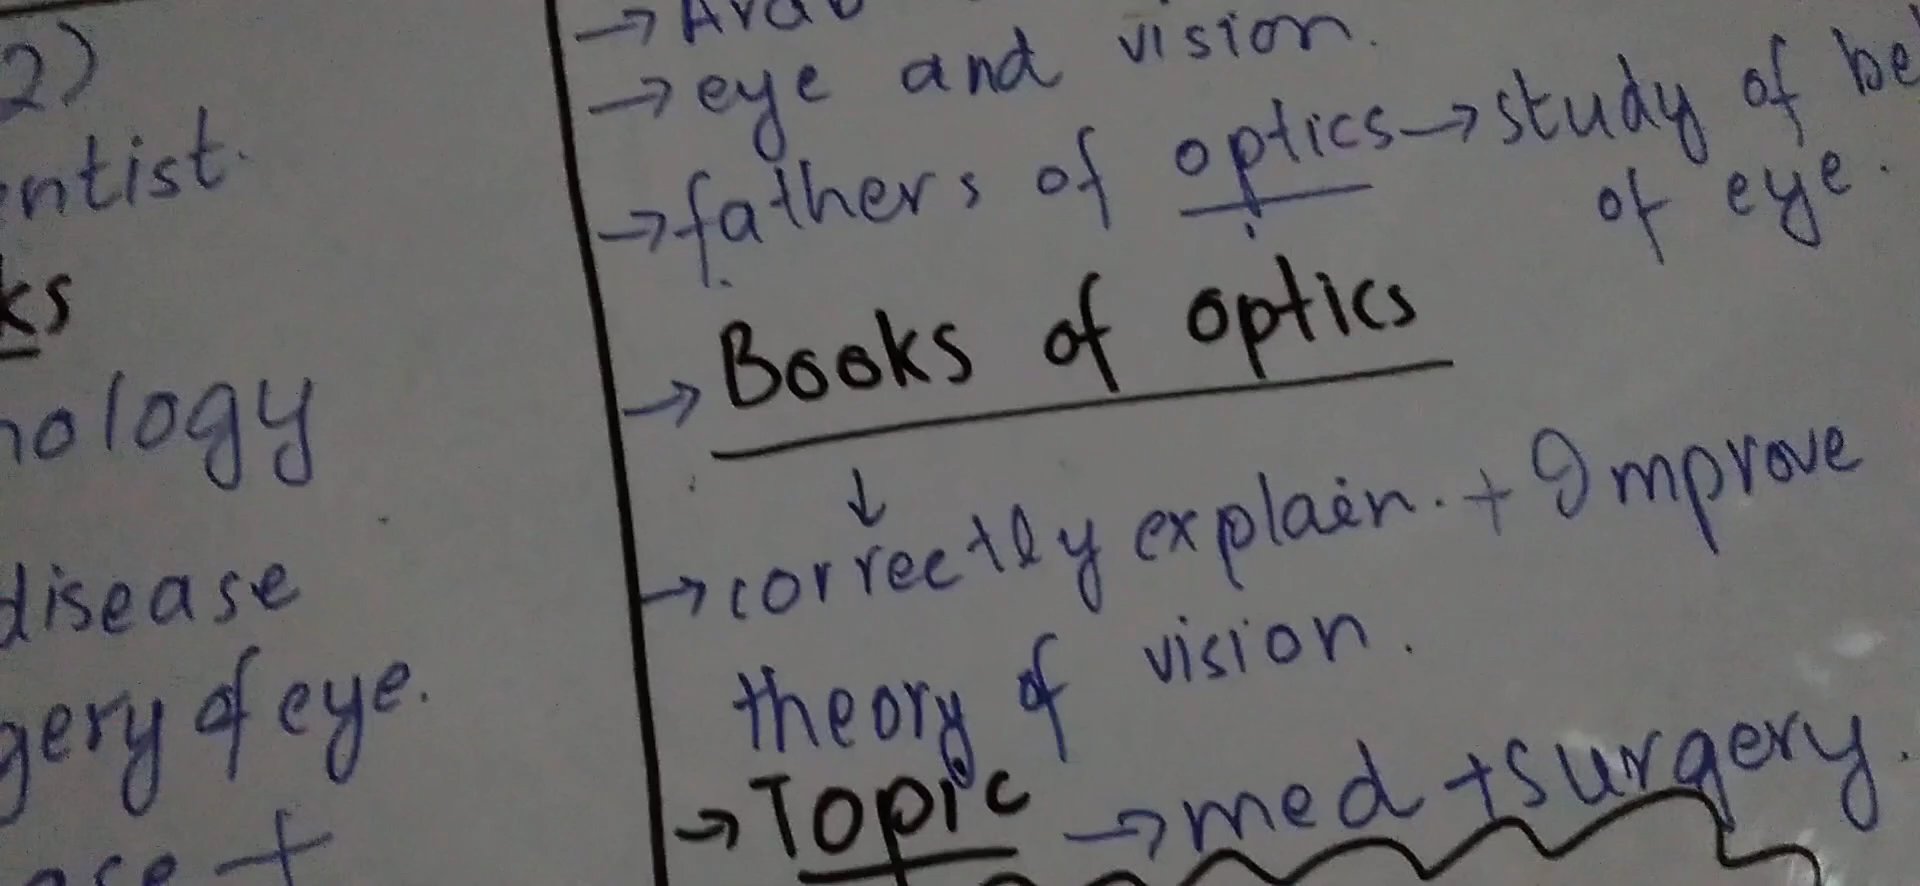 2)
ntist.
ks
ology
disease
gery of eye.
→ Arab
→ eye and vision.
→ fathers of optics → study of be
of eye.
→ Books of optics
↓
→ correctly explain. + Improve
theory of vision.
→ Topic → med + surgery.